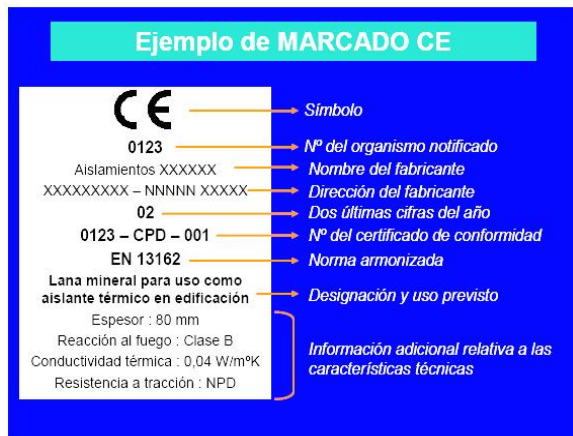 Ejemplo de MARCADO CE
CE
Símbolo
0123
Nº del organismo notificado
Aislamientos XXXXXX
Nombre del fabricante
XXXXXXXXX – NNNNN XXXXX
Dirección del fabricante
02
Dos últimas cifras del año
0123 – CPD – 001
Nº del certificado de conformidad
EN 13162
Norma armonizada
Lana mineral para uso como
aislante térmico en edificación
Designación y uso previsto
Espesor : 80 mm
Reacción al fuego : Clase B
Conductividad térmica : 0,04 W/mºK
Resistencia a tracción : NPD
Información adicional relativa a las
características técnicas